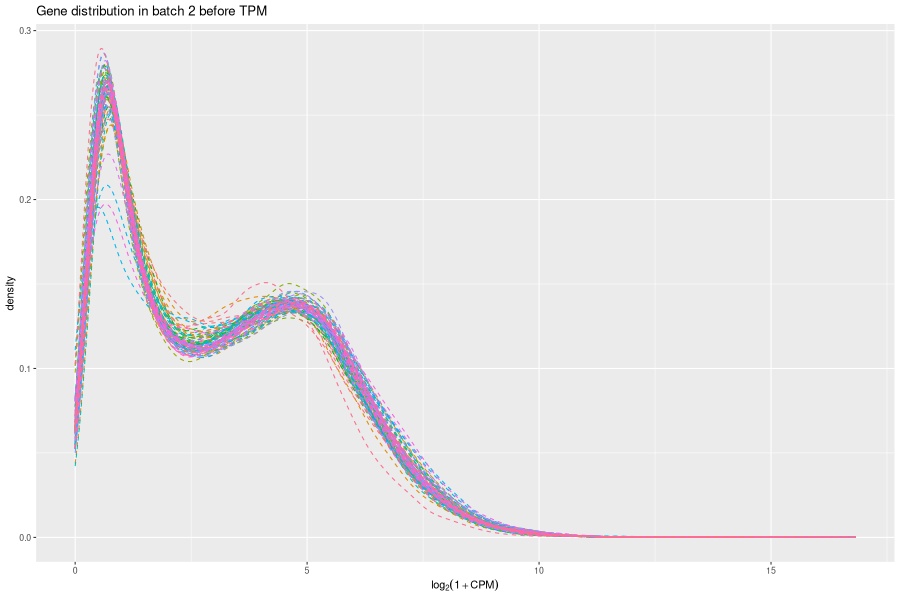 Gene distribution in batch 2 before TPM
0.3
0.2
density
0.1
0.0
0 5 10 15
log₂(1 + CPM)